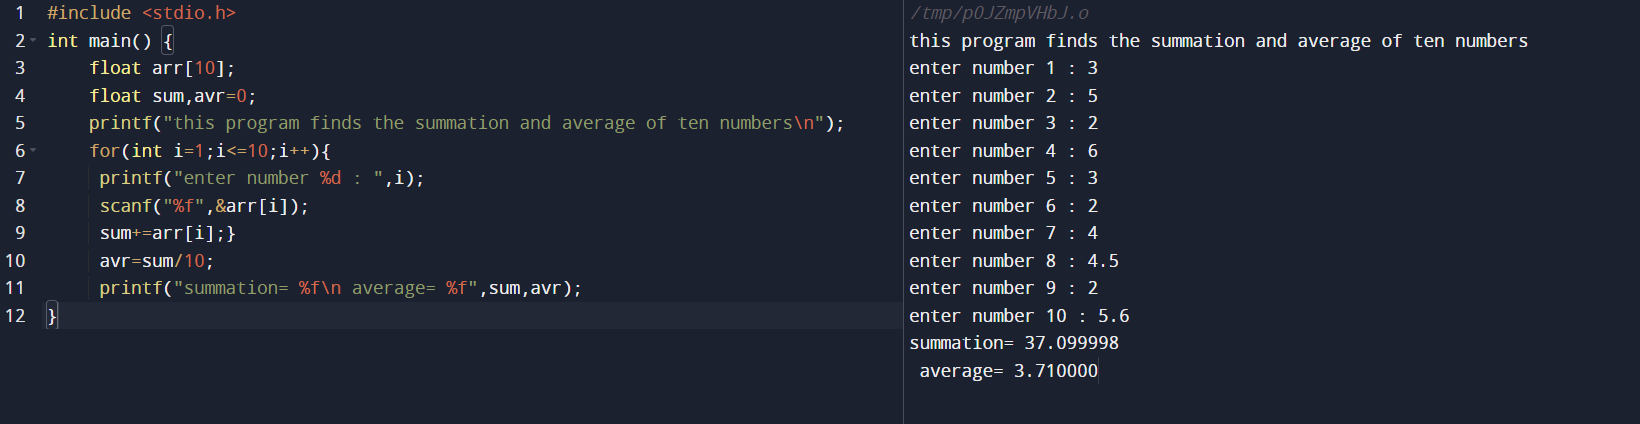 1 #include <stdio.h>
2 int main() {
3     float arr[10];
4     float sum,avr=0;
5     printf("this program finds the summation and average of ten numbers\n");
6     for(int i=1;i<=10;i++){
7      printf("enter number %d : ",i);
8      scanf("%f",&arr[i]);
9      sum+=arr[i];}
10      avr=sum/10;
11      printf("summation= %f\n average= %f",sum,avr);
12 }
/tmp/pOJZmpVHbJ.o
this program finds the summation and average of ten numbers
enter number 1 : 3
enter number 2 : 5
enter number 3 : 2
enter number 4 : 6
enter number 5 : 3
enter number 6 : 2
enter number 7 : 4
enter number 8 : 4.5
enter number 9 : 2
enter number 10 : 5.6
summation= 37.099998
 average= 3.710000